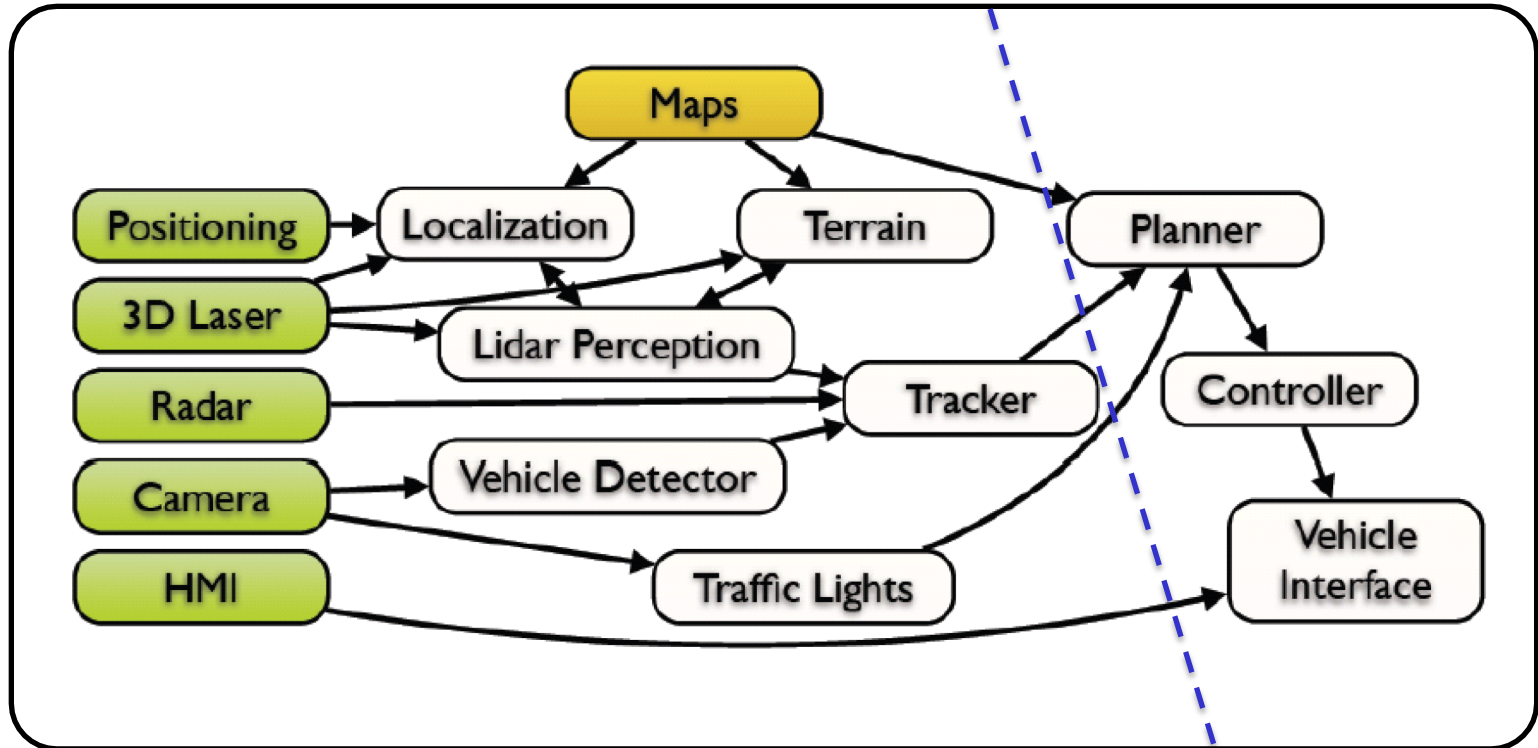 Maps
Positioning
Localization
Terrain
Planner
3D Laser
Lidar Perception
Radar
Tracker
Controller
Camera
Vehicle Detector
HMI
Traffic Lights
Vehicle
Interface